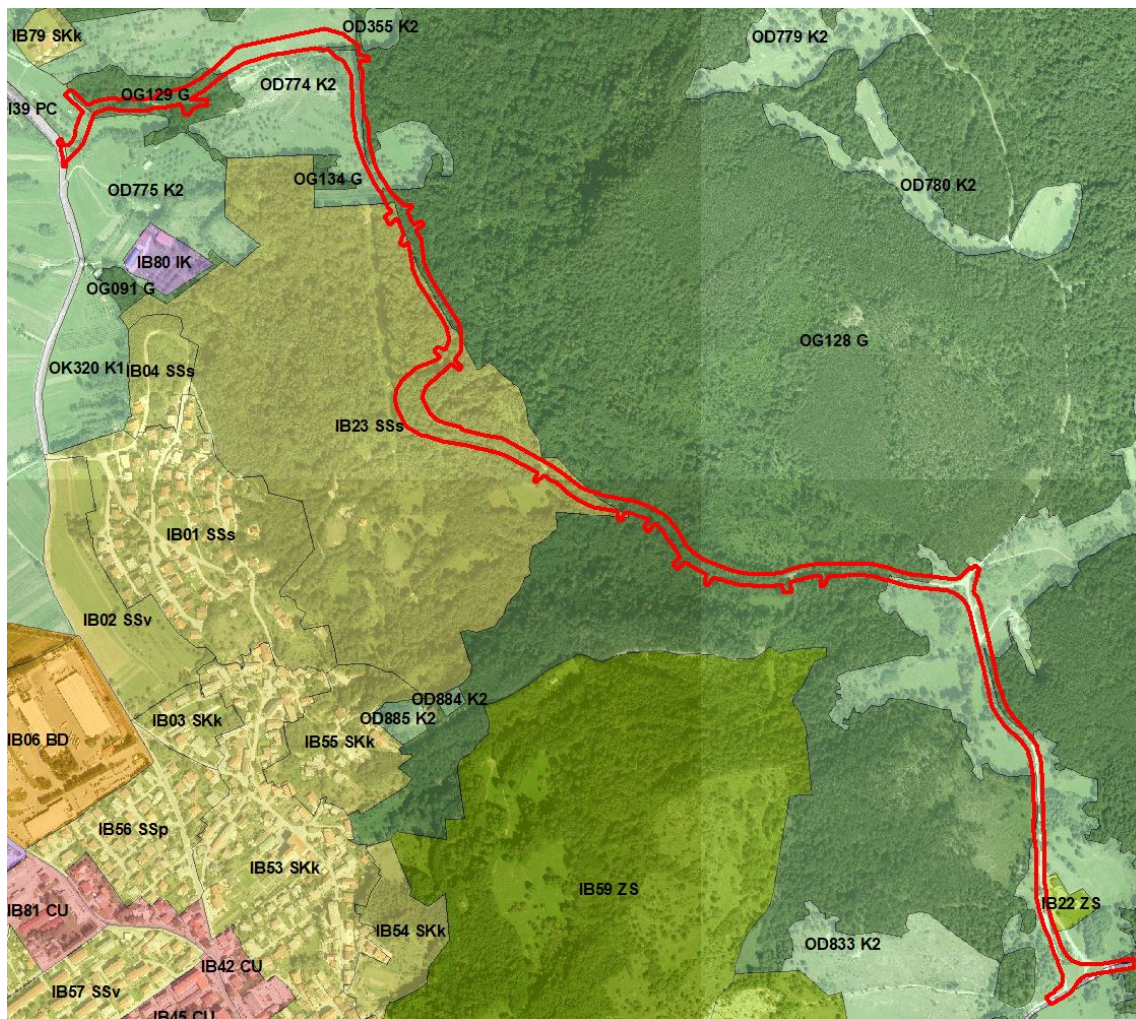 IB79 SKk
OD355 K2
OD779 K2
OD774 K2
OG129 G
I39 PC
OG134 G
OD775 K2
OD780 K2
IB80 IK
OG091 G
OG128 G
OK320 K1
IB04 SSs
IB23 SSs
IB01 SSs
IB02 SSv
OD884 K2
OD885 K2
IB03 SKk
IB06 BD
IB55 SKk
IB56 SSp
IB53 SKk
IB59 ZS
IB22 ZS
IB81 CU
IB54 SKk
OD833 K2
IB42 CU
IB57 SSv
IB45 CU